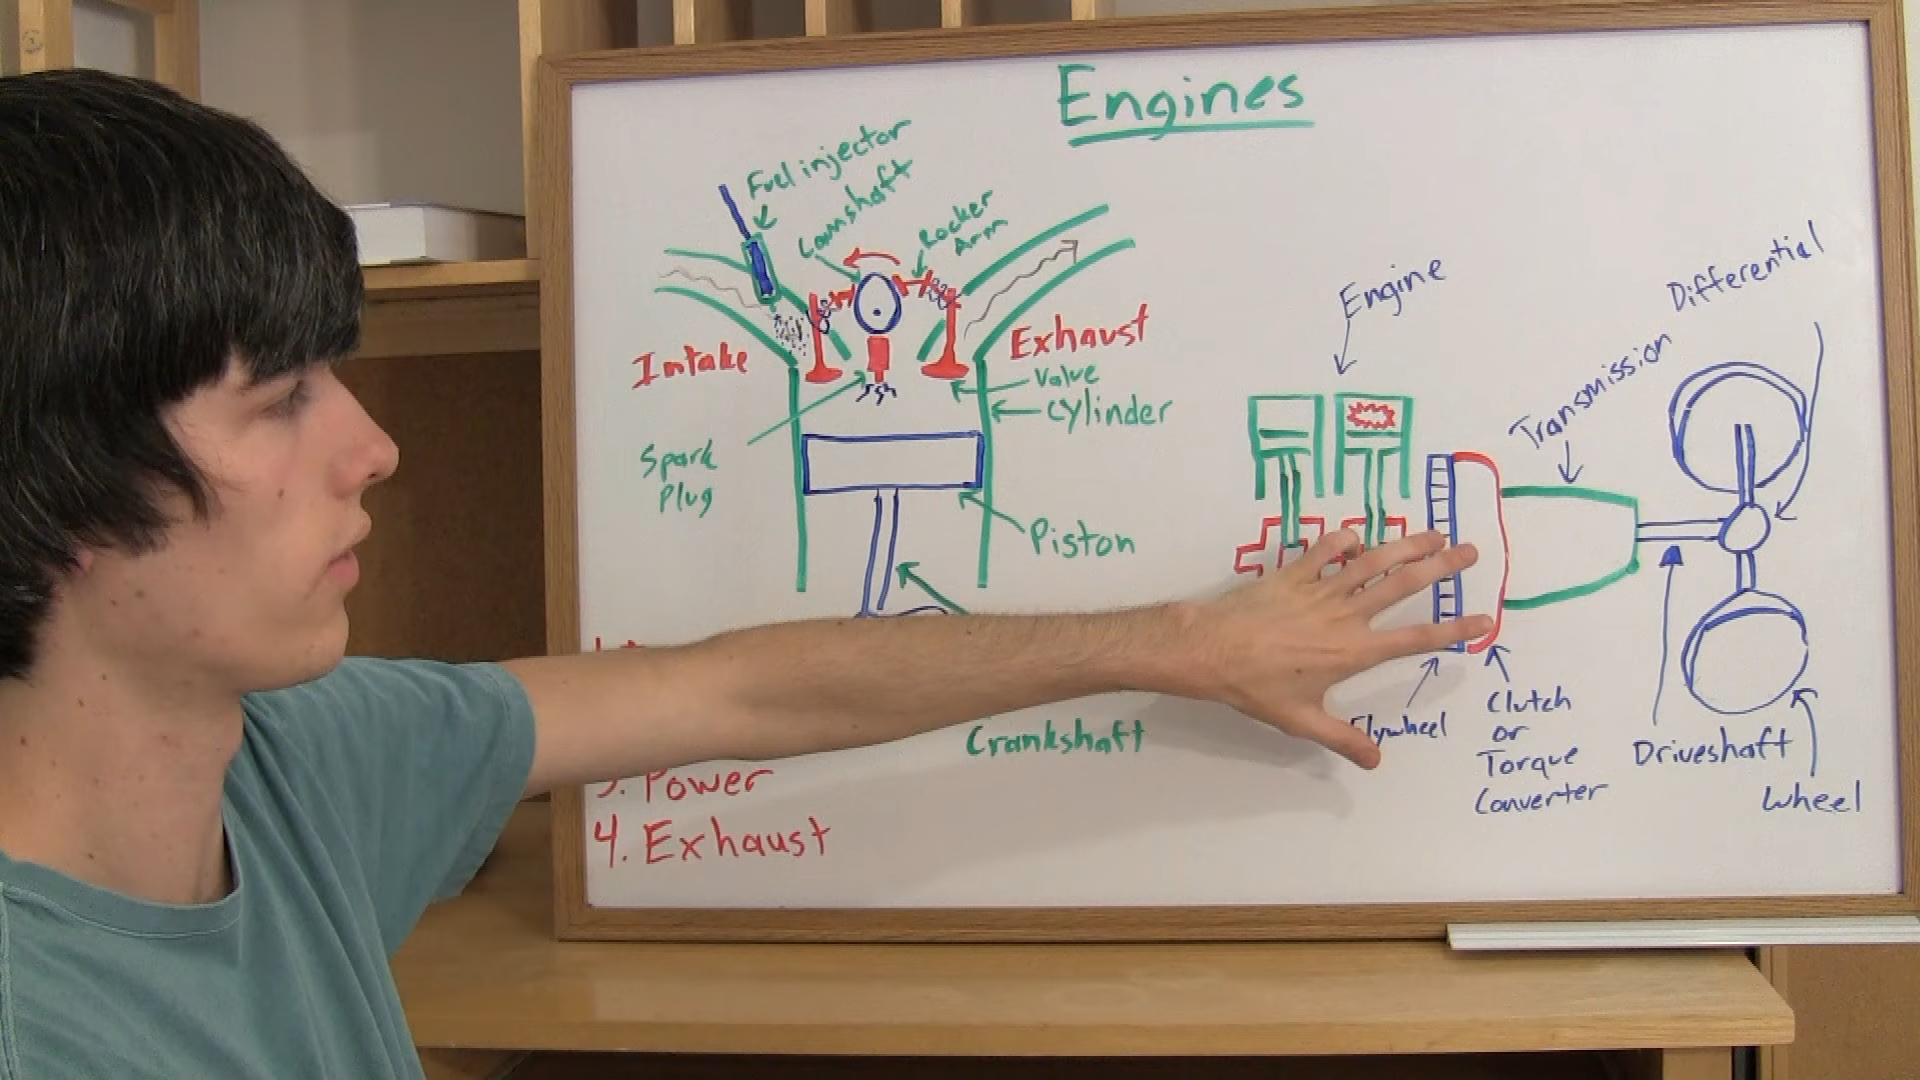 Engines
Fuel injector
Camshaft
Rocker
Arm
Intake
Exhaust
Valve
Cylinder
Spark
Plug
Piston
Crankshaft
3. Power
4. Exhaust
Engine
Transmission
Differential
Flywheel
Clutch
or
Torque
Converter
Driveshaft
Wheel